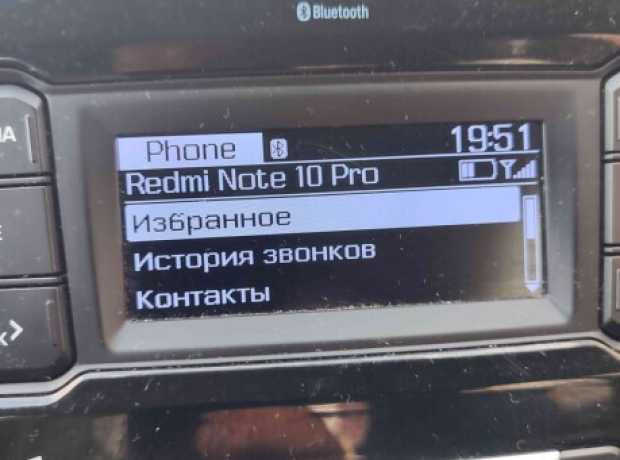 Bluetooth
Phone 19:51
Redmi Note 10 Pro
Избранное
История звонков
Контакты